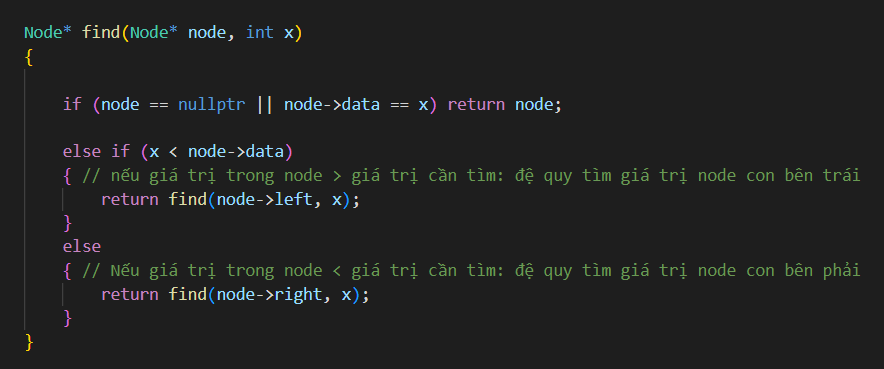 Node* find(Node* node, int x)
{
if (node == nullptr || node->data == x) return node;
else if (x < node->data)
{ // nếu giá trị trong node > giá trị cần tìm: đệ quy tìm giá trị node con bên trái
return find(node->left, x);
}
else
{ // Nếu giá trị trong node < giá trị cần tìm: đệ quy tìm giá trị node con bên phải
return find(node->right, x);
}
}